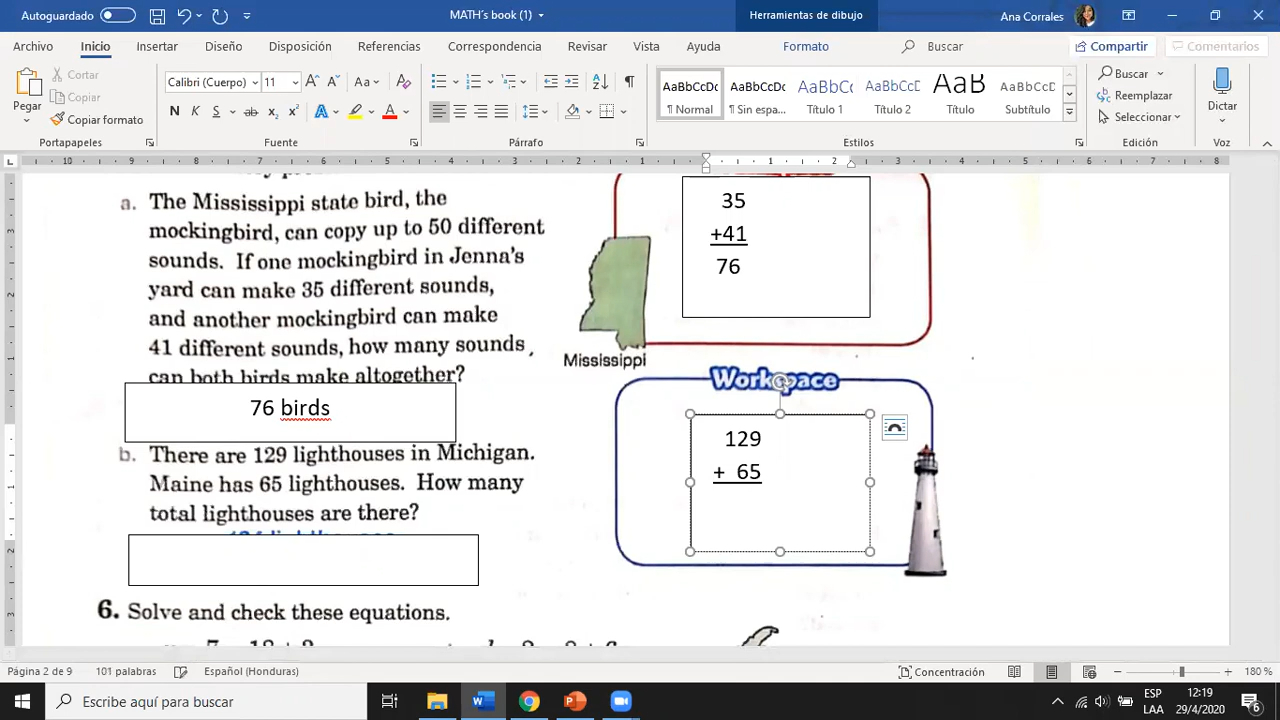 Autoguardado
MATH's book (1)
Herramientas de dibujo
Ana Corrales
Archivo Inicio Insertar Diseño Disposición Referencias Correspondencia Revisar Vista Ayuda Formato Buscar Compartir Comentarios
Pegar
Cortar
Copiar
Copiar formato
Portapapeles
Calibri (Cuerpo) 11
N K S
Fuente
Párrafo
AaBbCcDc AaBbCcDc AaBbC AaBbCcD AaB AaBbCcD
¶ Normal ¶ Sin espa... Título 1 Título 2 Título Subtítulo
Estilos
Buscar
Reemplazar
Seleccionar
Edición
Dictar
Voz
a. The Mississippi state bird, the
mockingbird, can copy up to 50 different
sounds. If one mockingbird in Jenna's
yard can make 35 different sounds,
and another mockingbird can make
41 different sounds, how many sounds
can both birds make altogether?
76 birds
35
+41
76
Mississippi
b. There are 129 lighthouses in Michigan.
Maine has 65 lighthouses. How many
total lighthouses are there?
Workspace
129
+ 65
6. Solve and check these equations.
Página 2 de 9 101 palabras Español (Honduras) Concentración 180 %
Escribe aquí para buscar
ESP
LAA
12:19
29/4/2020
6